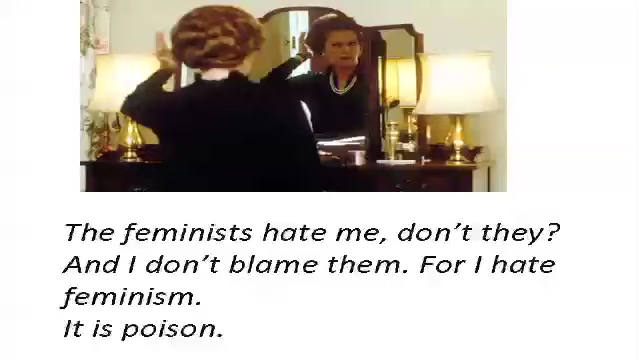 The feminists hate me, don't they?
And I don't blame them. For I hate
feminism.
It is poison.